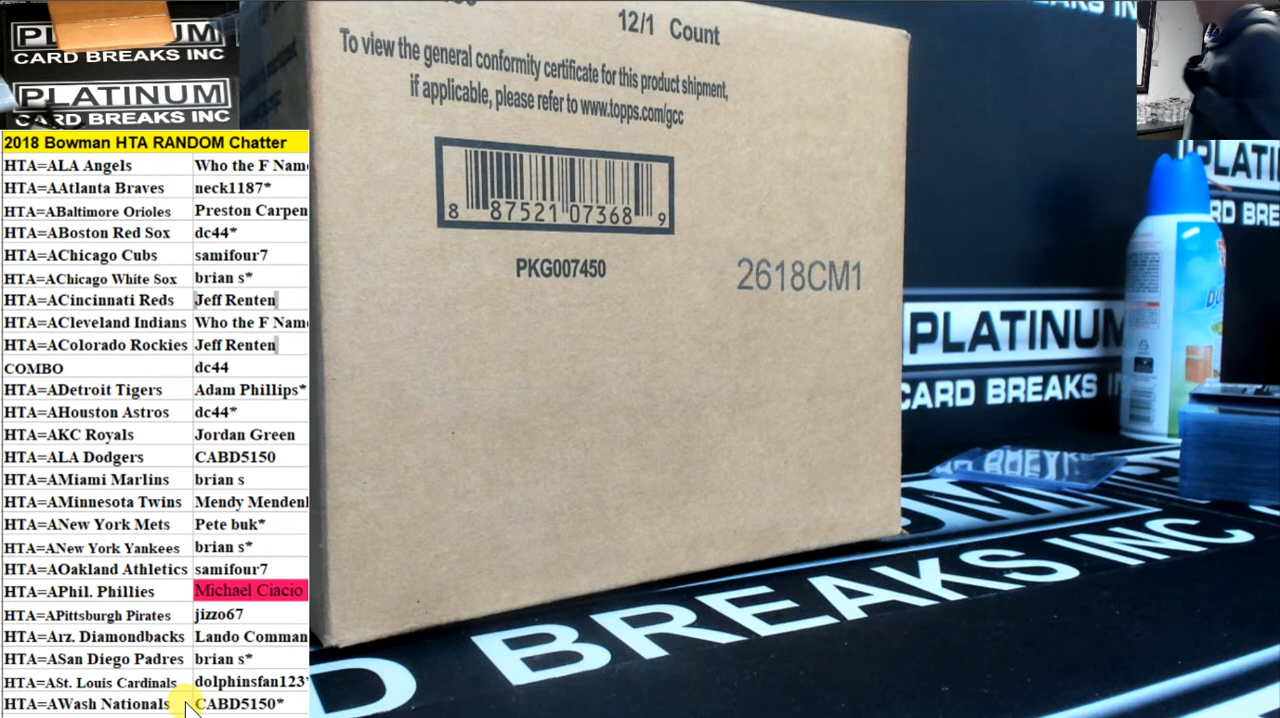 PLATINUM
CARD BREAKS INC
PLATINUM
CARD BREAKS INC
2018 Bowman HTA RANDOM Chatter
HTA=ALA Angels Who the F Name
HTA=AAtlanta Braves neck1187*
HTA=ABaltimore Orioles Preston Carpen
HTA=ABoston Red Sox dc44*
HTA=AChicago Cubs samifour7
HTA=AChicago White Sox brian s*
HTA=ACincinnati Reds Jeff Renten
HTA=ACleveland Indians Who the F Name
HTA=AColorado Rockies Jeff Renten
COMBO dc44
HTA=ADetroit Tigers Adam Phillips*
HTA=AHouston Astros dc44*
HTA=AKC Royals Jordan Green
HTA=ALA Dodgers CABD5150
HTA=AMiami Marlins brian s
HTA=AMinnesota Twins Mendy Menden
HTA=ANew York Mets Pete buk*
HTA=ANew York Yankees brian s*
HTA=AOakland Athletics samifour7
HTA=APhil. Phillies Michael Ciacio
HTA=APittsburgh Pirates jizzo67
HTA=Arz. Diamondbacks Lando Comman
HTA=ASan Diego Padres brian s*
HTA=ASt. Louis Cardinals dolphinsfan123
HTA=AWash Nationals CABD5150*
12/1 Count
To view the general conformity certificate for this product shipment,
if applicable, please refer to www.topps.com/gcc
8 87521 07368 9
PKG007450
2618CM1
EAKS INC
PLATI
RD BRE
PLATINUM
CARD BREAKS IN
D BREAKS INC